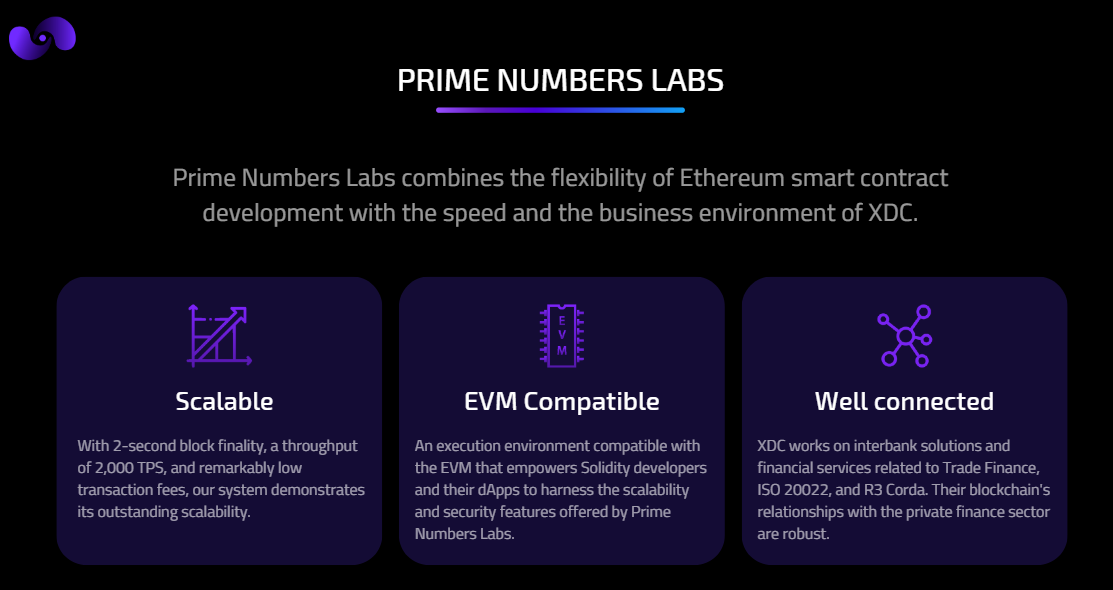 PRIME NUMBERS LABS
Prime Numbers Labs combines the flexibility of Ethereum smart contract
development with the speed and the business environment of XDC.
E
V
M
Scalable
With 2-second block finality, a throughput
of 2,000 TPS, and remarkably low
transaction fees, our system demonstrates
its outstanding scalability.
EVM Compatible
An execution environment compatible with
the EVM that empowers Solidity developers
and their dApps to harness the scalability
and security features offered by Prime
Numbers Labs.
Well connected
XDC works on interbank solutions and
financial services related to Trade Finance,
ISO 20022, and R3 Corda. Their blockchain's
relationships with the private finance sector
are robust.